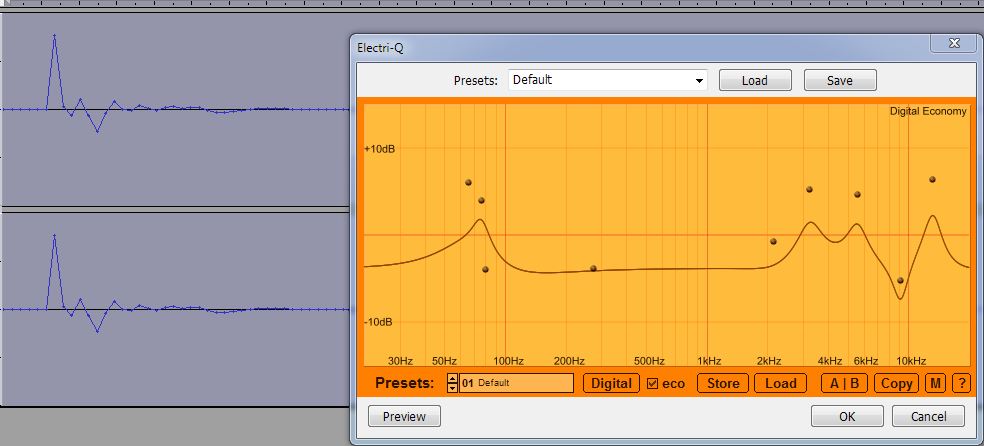 Electri-Q
Presets: Default Load Save
Digital Economy
+10dB
-10dB
30Hz 50Hz 100Hz 200Hz 500Hz 1kHz 2kHz 4kHz 6kHz 10kHz
Presets: 01 Default Digital eco Store Load A | B Copy M ?
Preview OK Cancel